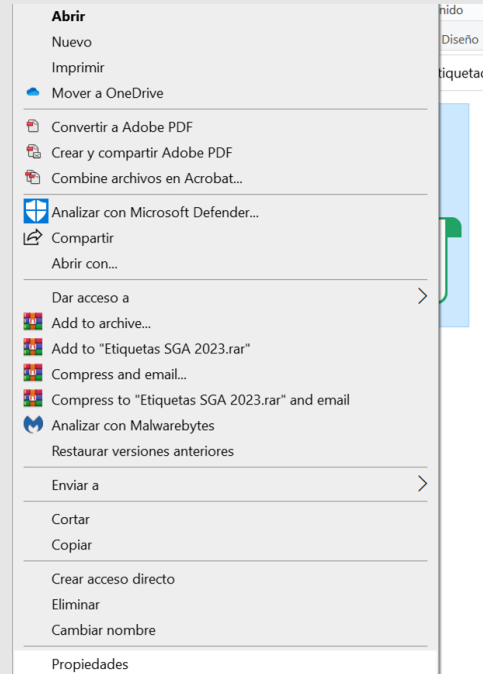 Abrir
Nuevo
Imprimir
Mover a OneDrive
Convertir a Adobe PDF
Crear y compartir Adobe PDF
Combine archivos en Acrobat...
Analizar con Microsoft Defender...
Compartir
Abrir con...
Dar acceso a
Add to archive...
Add to "Etiquetas SGA 2023.rar"
Compress and email...
Compress to "Etiquetas SGA 2023.rar" and email
Analizar con Malwarebytes
Restaurar versiones anteriores
Enviar a
Cortar
Copiar
Crear acceso directo
Eliminar
Cambiar nombre
Propiedades
nido
Diseño
tiquetac